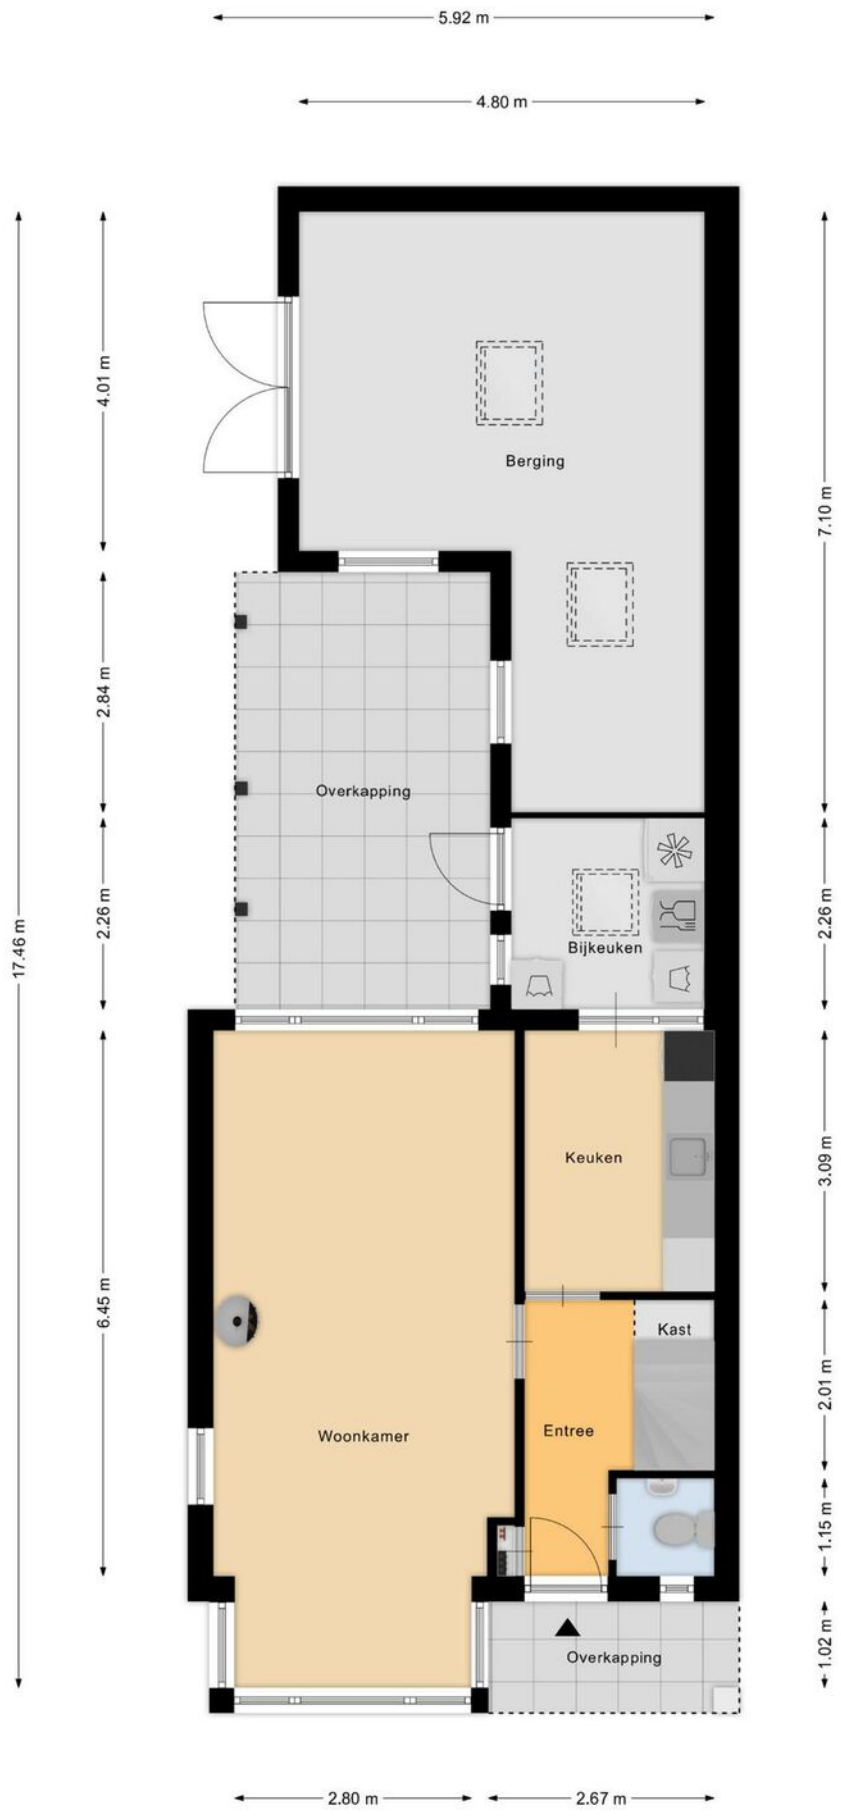 5.92 m
4.80 m
4.01 m
7.10 m
Berging
2.84 m
Overkapping
17.46 m
2.26 m
2.26 m
Bijkeuken
3.09 m
Keuken
6.45 m
Kast
2.01 m
Woonkamer
Entree
1.15 m
1.02 m
Overkapping
2.80 m
2.67 m